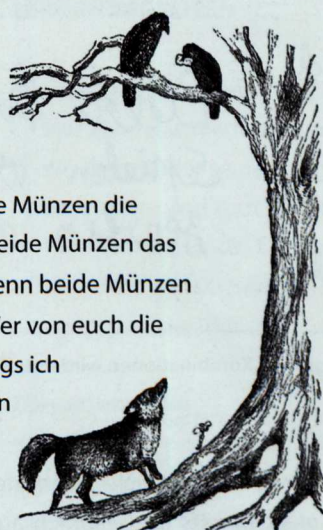 e Münzen die
eide Münzen das
enn beide Münzen
er von euch die
gs ich
n